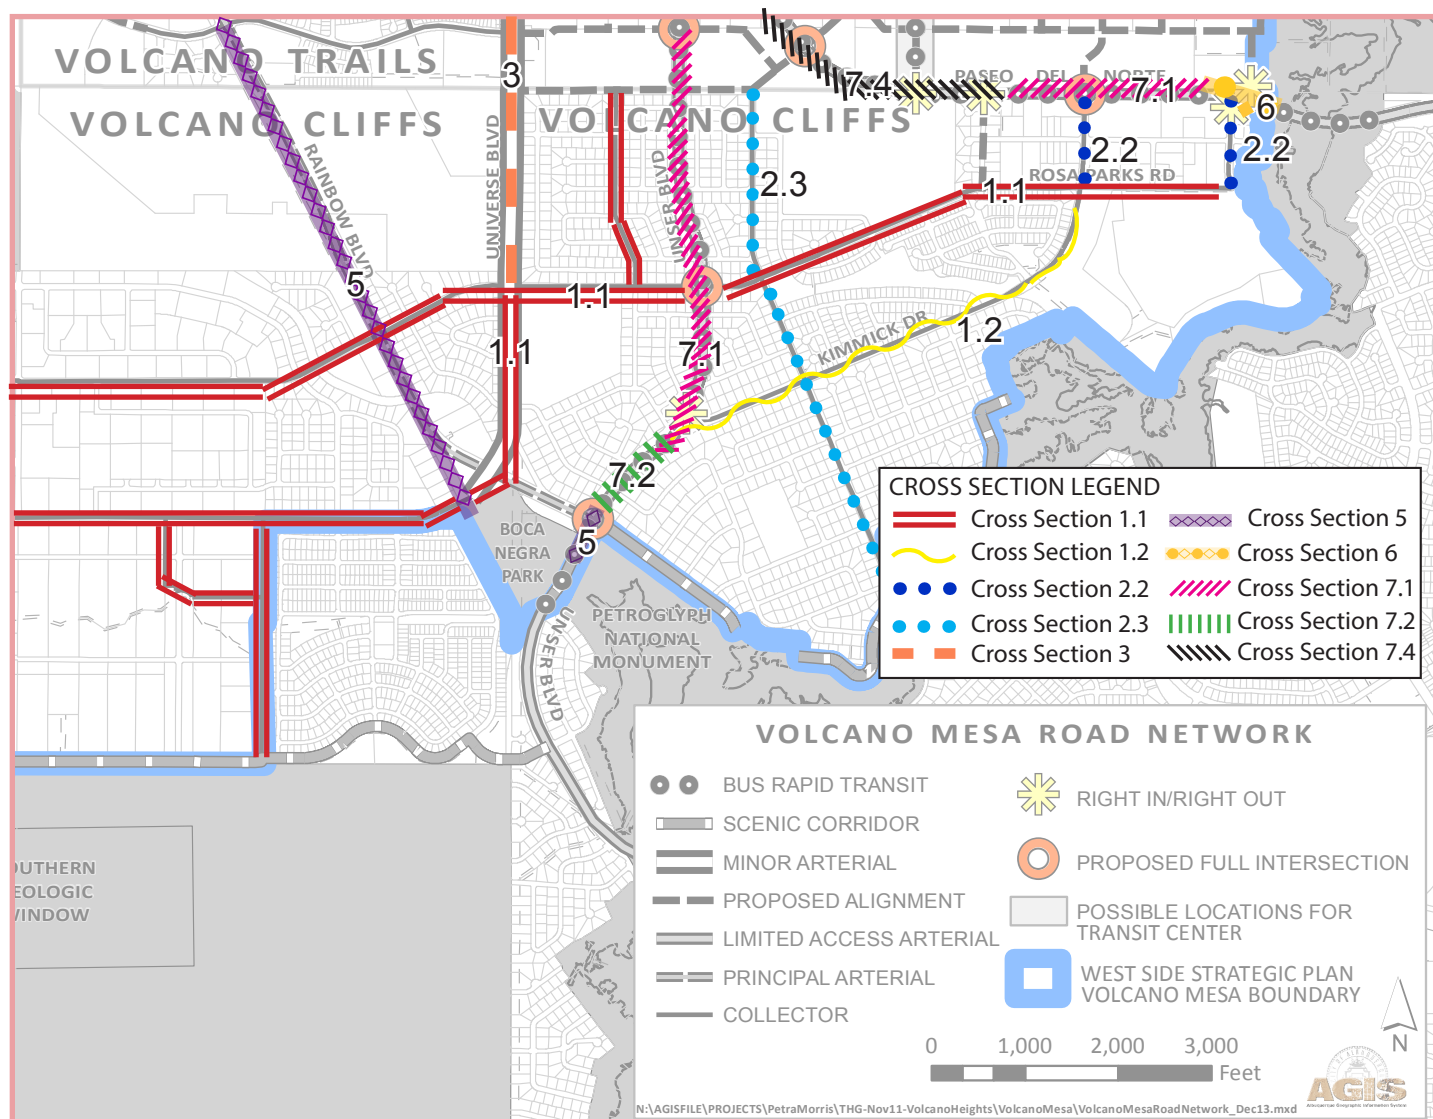 VOLCANO TRAILS
VOLCANO CLIFFS
VOLCANO CLIFFS
RAINBOW BLVD
UNIVERSE BLVD
UNSER BLVD
PASEO DEL NORTE
ROSA PARKS RD
KIMMICK DR
3
7.4
7.1
6
2.2
2.2
2.3
1.1
5
1.1
1.1
7.1
1.2
7.2
5
BOCA
NEGRA
PARK
PETROGLYPH
NATIONAL
MONUMENT
UNSER BLVD
OUTHERN
EOLOGIC
WINDOW
CROSS SECTION LEGEND
Cross Section 1.1
Cross Section 1.2
Cross Section 2.2
Cross Section 2.3
Cross Section 3
Cross Section 5
Cross Section 6
Cross Section 7.1
Cross Section 7.2
Cross Section 7.4
VOLCANO MESA ROAD NETWORK
BUS RAPID TRANSIT
SCENIC CORRIDOR
MINOR ARTERIAL
PROPOSED ALIGNMENT
LIMITED ACCESS ARTERIAL
PRINCIPAL ARTERIAL
COLLECTOR
RIGHT IN/RIGHT OUT
PROPOSED FULL INTERSECTION
POSSIBLE LOCATIONS FOR
TRANSIT CENTER
WEST SIDE STRATEGIC PLAN
VOLCANO MESA BOUNDARY
0 1,000 2,000 3,000
Feet
N
AGIS
Albuquerque Geographic Information System
N:\AGISFILE\PROJECTS\PetraMorris\THG-Nov11-VolcanoHeights\VolcanoMesa\VolcanoMesaRoadNetwork_Dec13.mxd